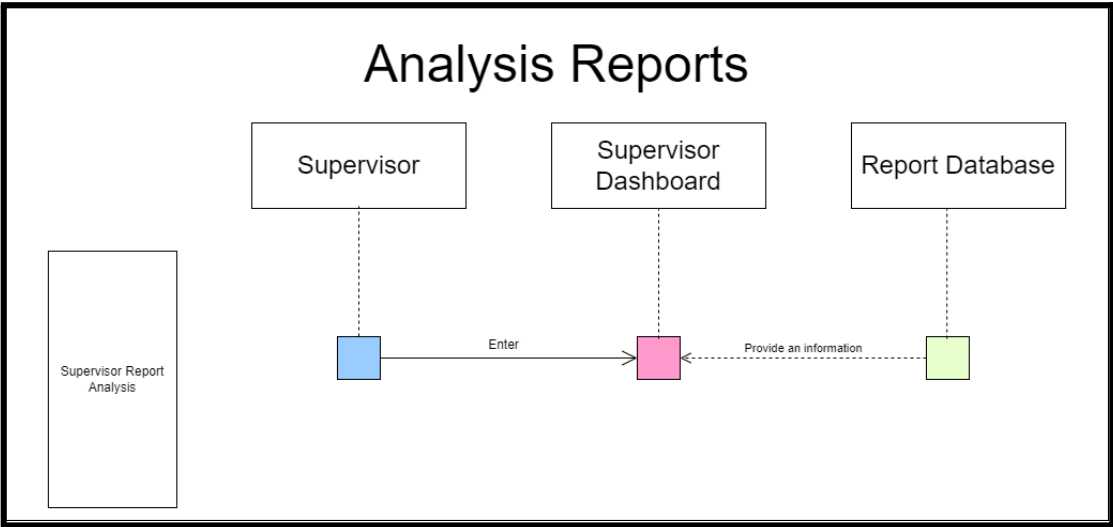 Analysis Reports
Supervisor
Supervisor
Dashboard
Report Database
Supervisor Report
Analysis
Enter
Provide an information